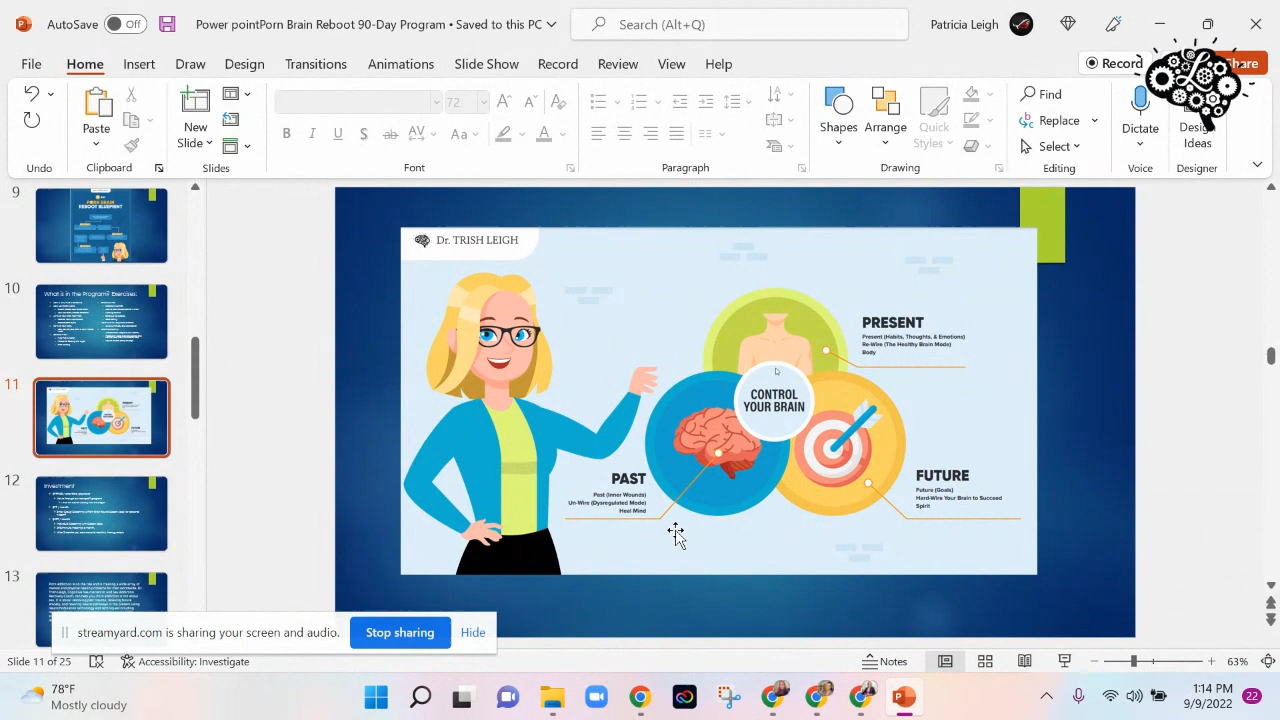 AutoSave Off Power pointPorn Brain Reboot 90-Day Program • Saved to this PC Search (Alt+Q) Patricia Leigh
File Home Insert Draw Design Transitions Animations Slide Show Record Review View Help Record
72
Paste New Slide Shapes Arrange Quick Styles Find Replace Select Dictate Design Ideas
Undo Clipboard Slides Font Paragraph Drawing Editing Voice Designer
9
REBOOT BLUEPRINT
10
What is in the Program? Exercises:
11
12
Investment
13
Dr. TRISH LEIGH
PRESENT
Present (Habits, Thoughts, & Emotions)
Re-Wire (The Healthy Brain Mode)
Body
CONTROL
YOUR BRAIN
PAST
Past (Inner Wounds)
Un-Wire (Dysregulated Mode)
Heal Mind
FUTURE
Future (Goals)
Hard-Wire Your Brain to Succeed
Spirit
streamyard.com is sharing your screen and audio. Stop sharing Hide
Slide 11 of 25 Accessibility: Investigate Notes 63%
78°F
Mostly cloudy
1:14 PM
9/9/2022
22